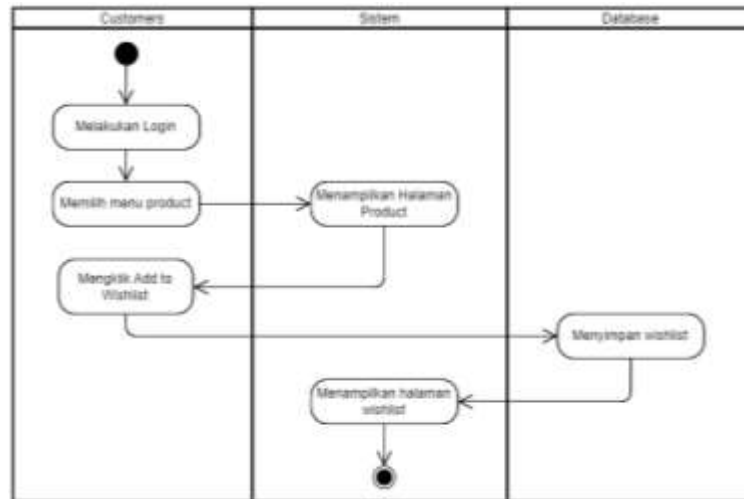 Customers
Sistem
Database
Melakukan Login
Memilih menu product
Menampilkan Halaman
Product
Mengklik Add to
Wishlist
Menyimpan wishlist
Menampilkan halaman
wishlist